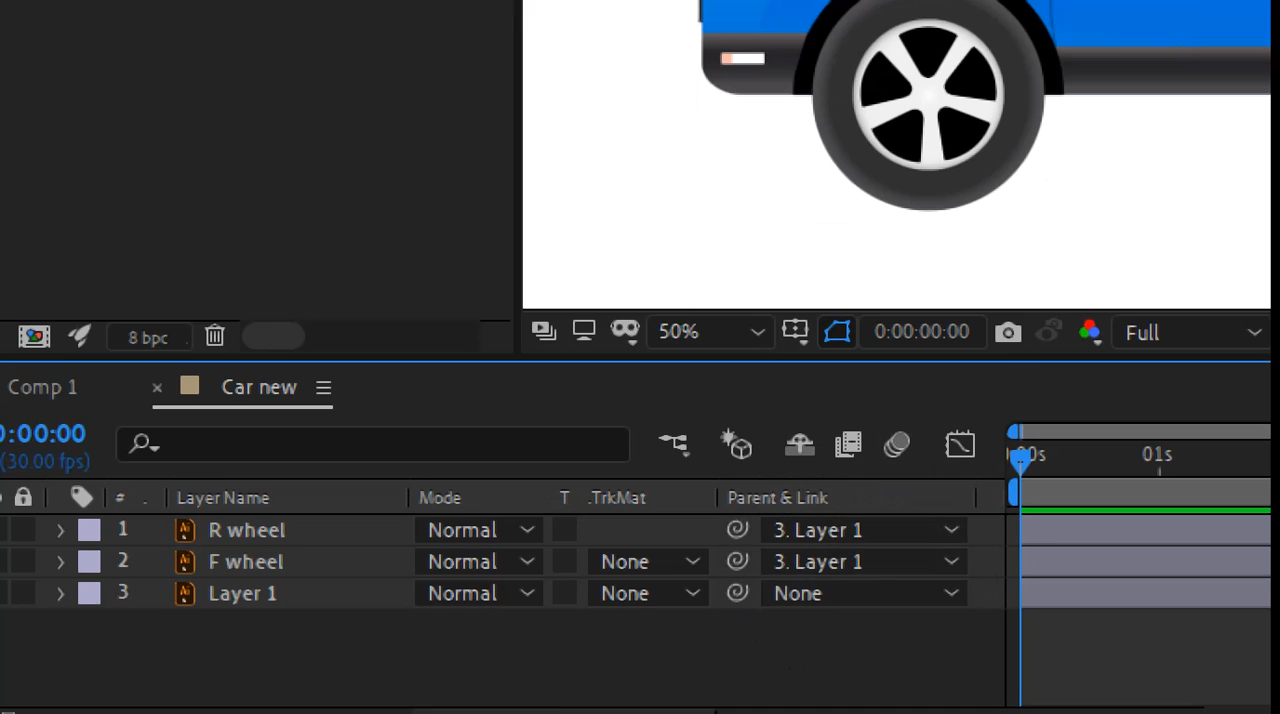 8 bpc
50%
0:00:00:00
Full
Comp 1
× Car new
0:00:00
(30.00 fps)
00s 01s
# . Layer Name Mode T .TrkMat Parent & Link
1 R wheel Normal 3. Layer 1
2 F wheel Normal None 3. Layer 1
3 Layer 1 Normal None None